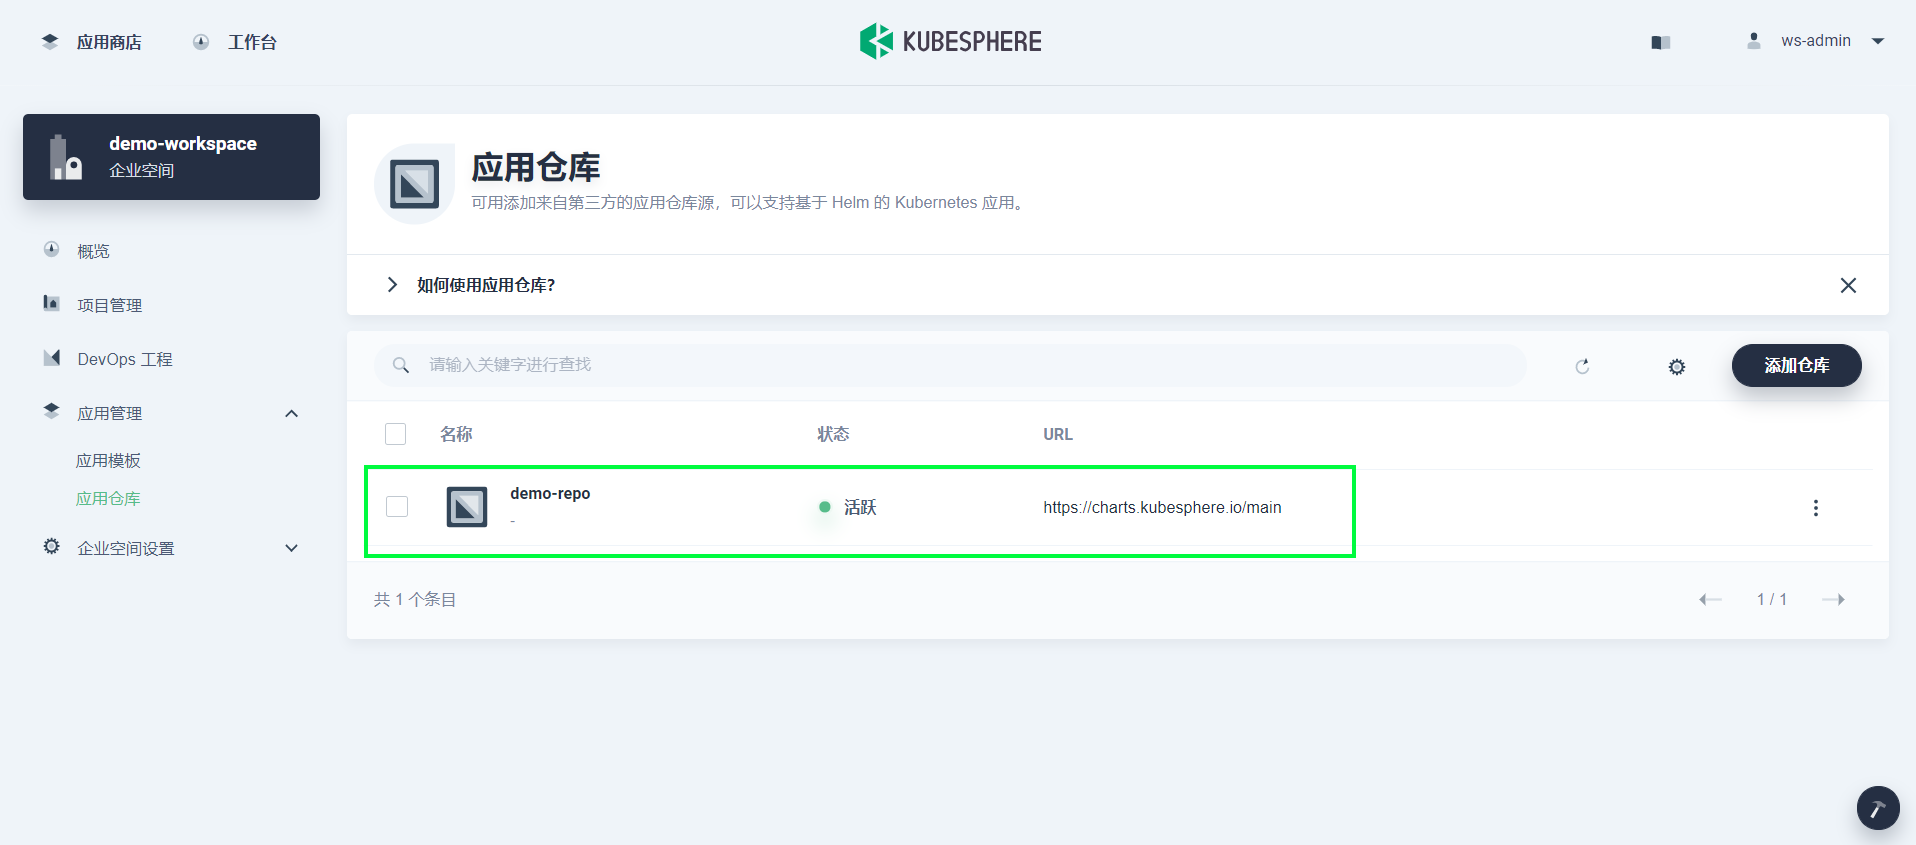 应用商店 工作台 KUBESPHERE ws-admin
demo-workspace
企业空间
概览
项目管理
DevOps 工程
应用管理
应用模板
应用仓库
企业空间设置
应用仓库
可用添加来自第三方的应用仓库源，可以支持基于 Helm 的 Kubernetes 应用。
如何使用应用仓库?
请输入关键字进行查找 添加仓库
名称 状态 URL
demo-repo
-
活跃 https://charts.kubesphere.io/main
共 1 个条目 1 / 1